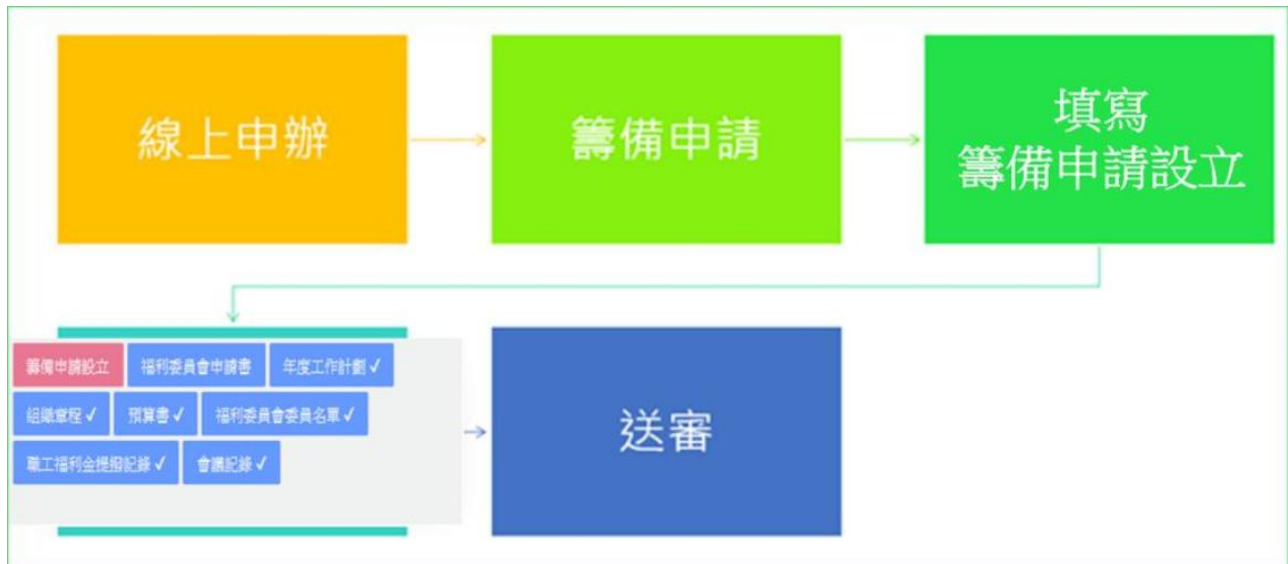 線上申辦
籌備申請
填寫
籌備申請設立
籌備申請設立
福利委員會申請書
年度工作計劃 ✓
組織章程 ✓
預算書 ✓
福利委員會委員名單 ✓
職工福利金提撥記錄 ✓
會議記錄 ✓
送審